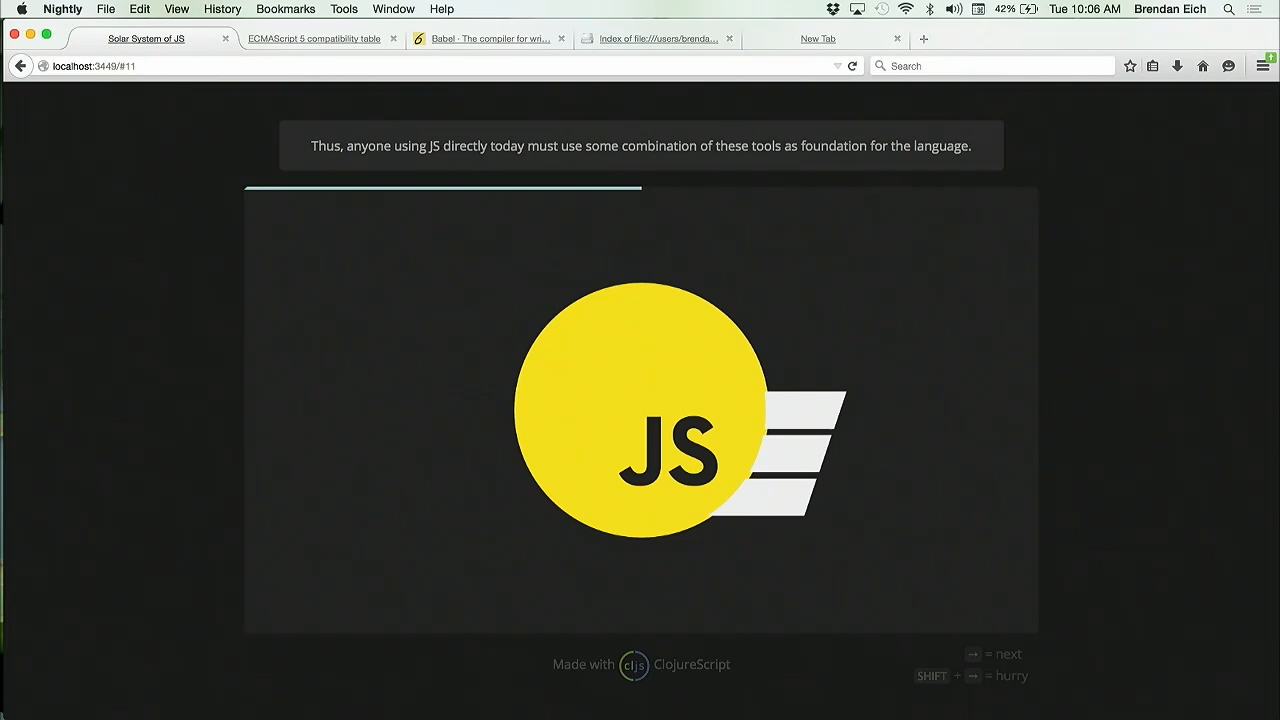 Nightly File Edit View History Bookmarks Tools Window Help 42% Tue 10:06 AM Brendan Eich
Solar System of JS ECMAScript 5 compatibility table 6 Babel · The compiler for wri... Index of file:///users/brenda... New Tab
localhost:3449/#11 Search
Thus, anyone using JS directly today must use some combination of these tools as foundation for the language.
JS
Made with cljs ClojureScript
→ = next
SHIFT + → = hurry